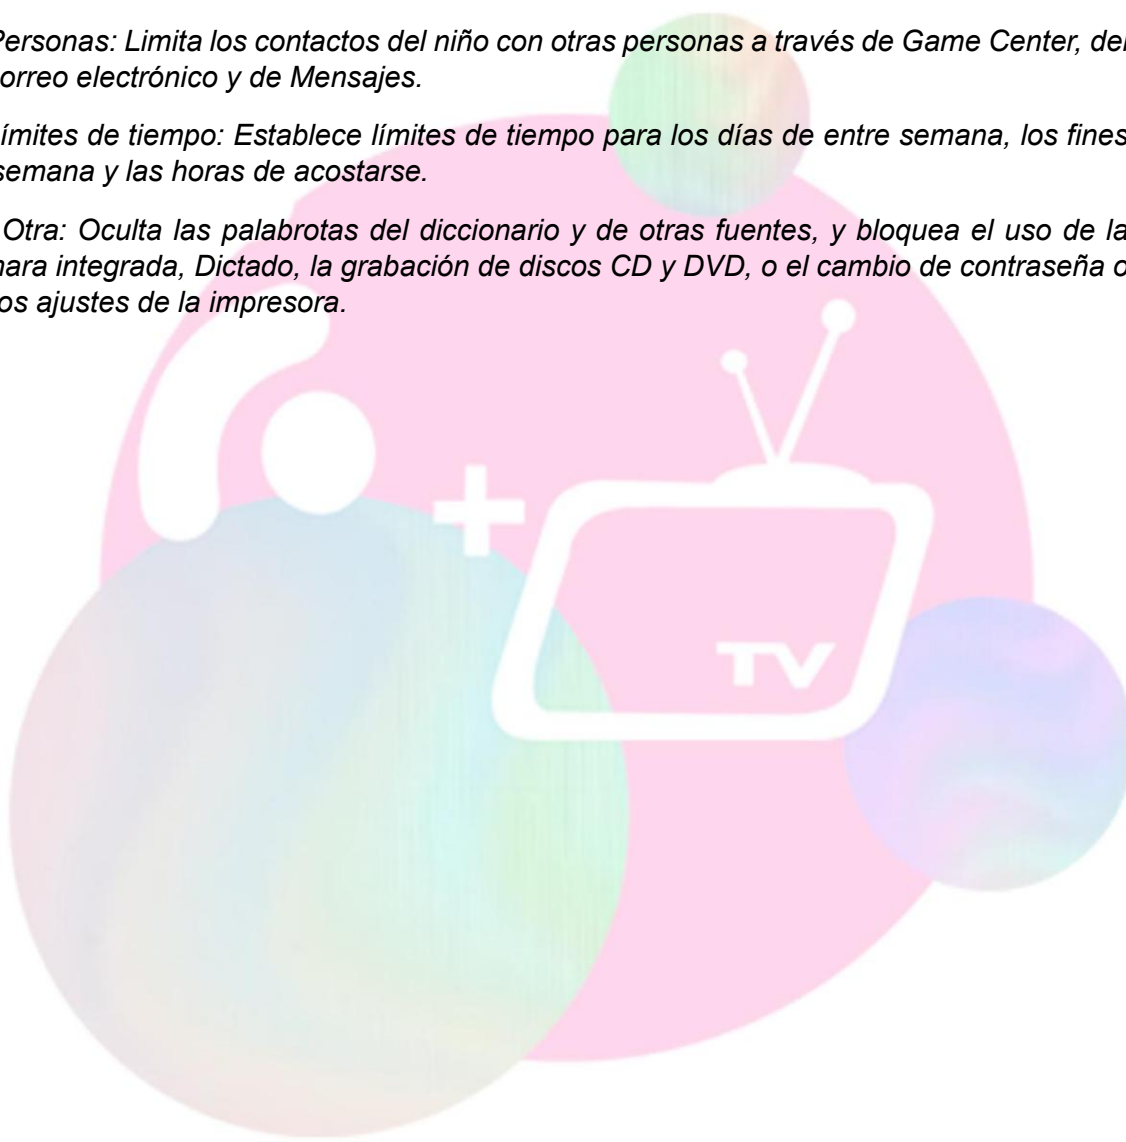 Personas: Limita los contactos del niño con otras personas a través de Game Center, del
orreo electrónico y de Mensajes.
ímites de tiempo: Establece límites de tiempo para los días de entre semana, los fines
semana y las horas de acostarse.
Otra: Oculta las palabrotas del diccionario y de otras fuentes, y bloquea el uso de la
mara integrada, Dictado, la grabación de discos CD y DVD, o el cambio de contraseña o
os ajustes de la impresora.
TV